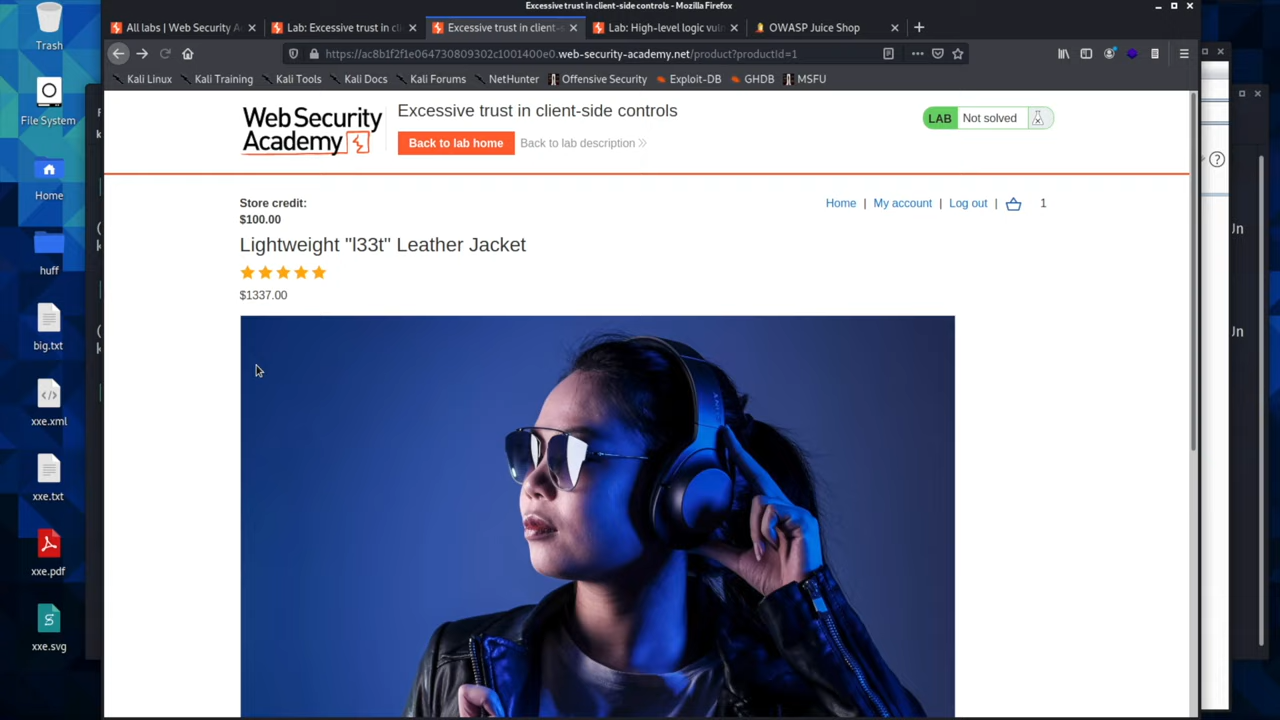 Excessive trust in client-side controls - Mozilla Firefox
Trash
File System
Home
huff
big.txt
xxe.xml
xxe.txt
xxe.pdf
xxe.svg
All labs | Web Security A
Lab: Excessive trust in cli
Excessive trust in client-
Lab: High-level logic vuln
OWASP Juice Shop
https://ac8b1f2f1e064730809302c1001400e0.web-security-academy.net/product?productId=1
Kali Linux
Kali Training
Kali Tools
Kali Docs
Kali Forums
NetHunter
Offensive Security
Exploit-DB
GHDB
MSFU
WebSecurity
Academy
Excessive trust in client-side controls
Back to lab home
Back to lab description
LAB
Not solved
Store credit:
$100.00
Home | My account | Log out | 1
Lightweight "l33t" Leather Jacket
$1337.00
Un
Un